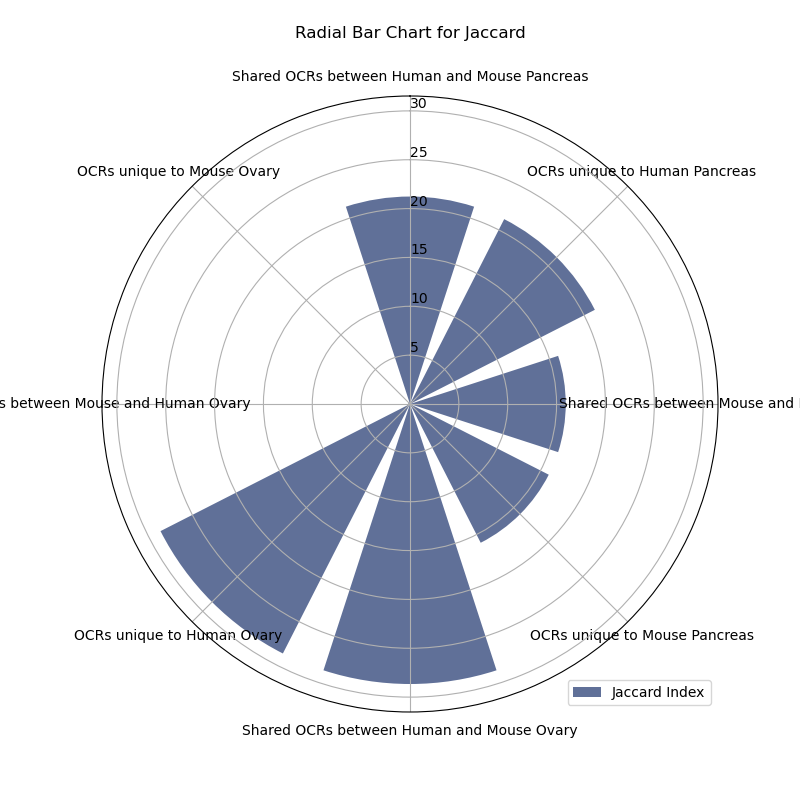 Radial Bar Chart for Jaccard
Shared OCRs between Human and Mouse Pancreas
30
25
OCRs unique to Mouse Ovary
OCRs unique to Human Pancreas
20
15
10
5
between Mouse and Human Ovary
Shared OCRs between Mouse and
OCRs unique to Human Ovary
OCRs unique to Mouse Pancreas
Jaccard Index
Shared OCRs between Human and Mouse Ovary